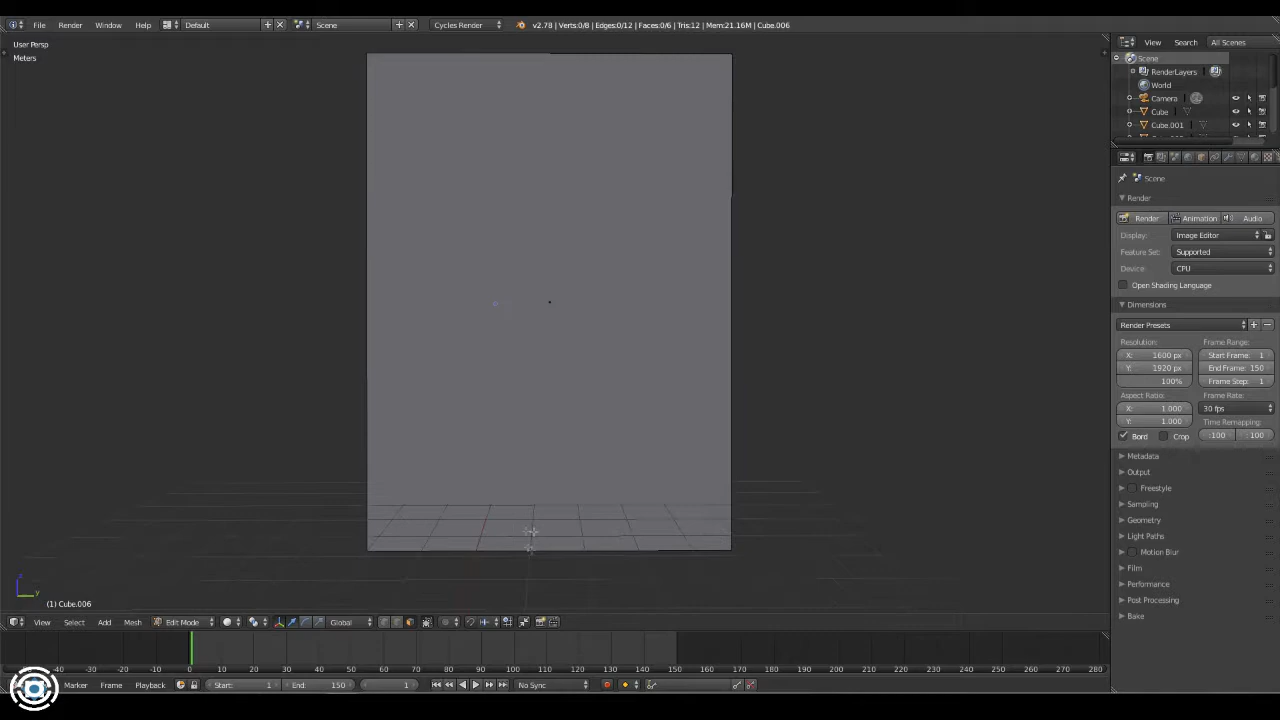 File Render Window Help Default Scene Cycles Render v2.78 | Verts:0/8 | Edges:0/12 | Faces:0/6 | Tris:12 | Mem:21.16M | Cube.006
User Persp
Meters
View Search All Scenes
Scene
RenderLayers
World
Camera
Cube
Cube.001
Scene
Render
Render Animation Audio
Display: Image Editor
Feature Set: Supported
Device: CPU
Open Shading Language
Dimensions
Render Presets
Resolution: Frame Range:
X: 1600 px Start Frame: 1
Y: 1920 px End Frame: 150
100% Frame Step: 1
Aspect Ratio: Frame Rate:
X: 1.000 30 fps
Y: 1.000 Time Remapping:
Bord Crop :100 : 100
Metadata
Output
Freestyle
Sampling
Geometry
Light Paths
Motion Blur
Film
Performance
Post Processing
Bake
z
y
(1) Cube.006
View Select Add Mesh Edit Mode Global
-40 -30 -20 -10 0 10 20 30 40 50 60 70 80 90 100 110 120 130 140 150 160 170 180 190 200 210 220 230 240 250 260 270 280
Marker Frame Playback Start: 1 End: 150 1 No Sync